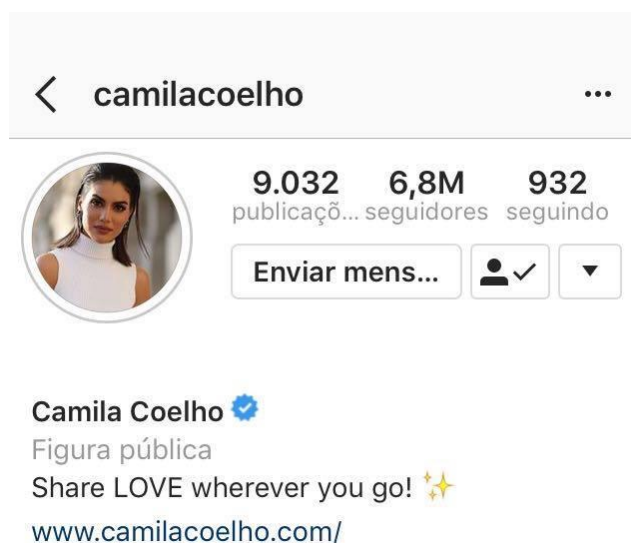 camilacoelho
9.032 6,8M 932
publicaçõ... seguidores seguindo
Enviar mens...
Camila Coelho
Figura pública
Share LOVE wherever you go! ✨
www.camilacoelho.com/